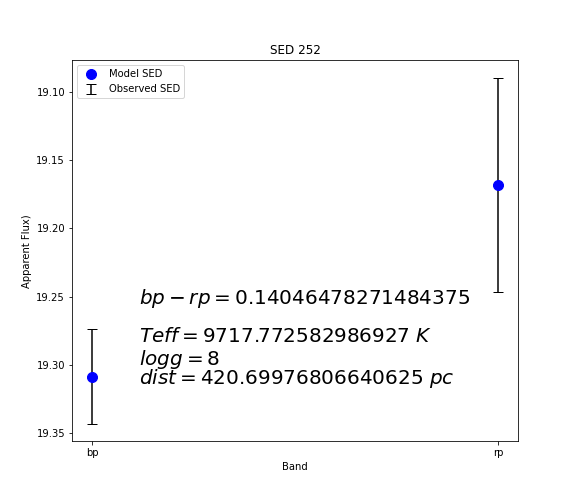 SED 252
Model SED
Observed SED
19.10
19.15
19.20
19.25
19.30
19.35
Apparent Flux)
bp − rp = 0.14046478271484375
Teff = 9717.772582986927 K
logg = 8
dist = 420.69976806640625 pc
bp
rp
Band